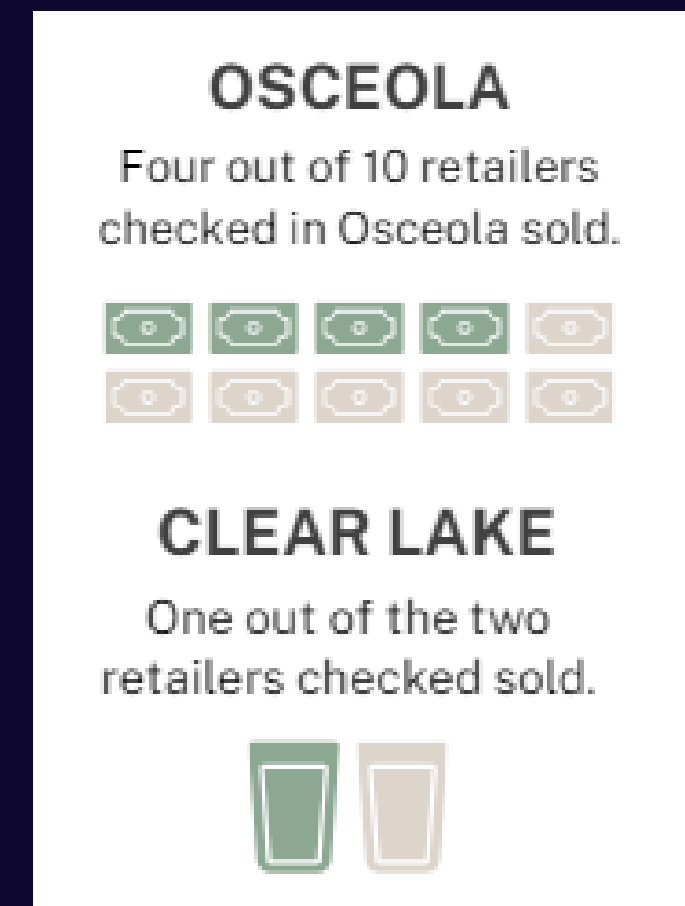 OSCEOLA
Four out of 10 retailers
checked in Osceola sold.
CLEAR LAKE
One out of the two
retailers checked sold.